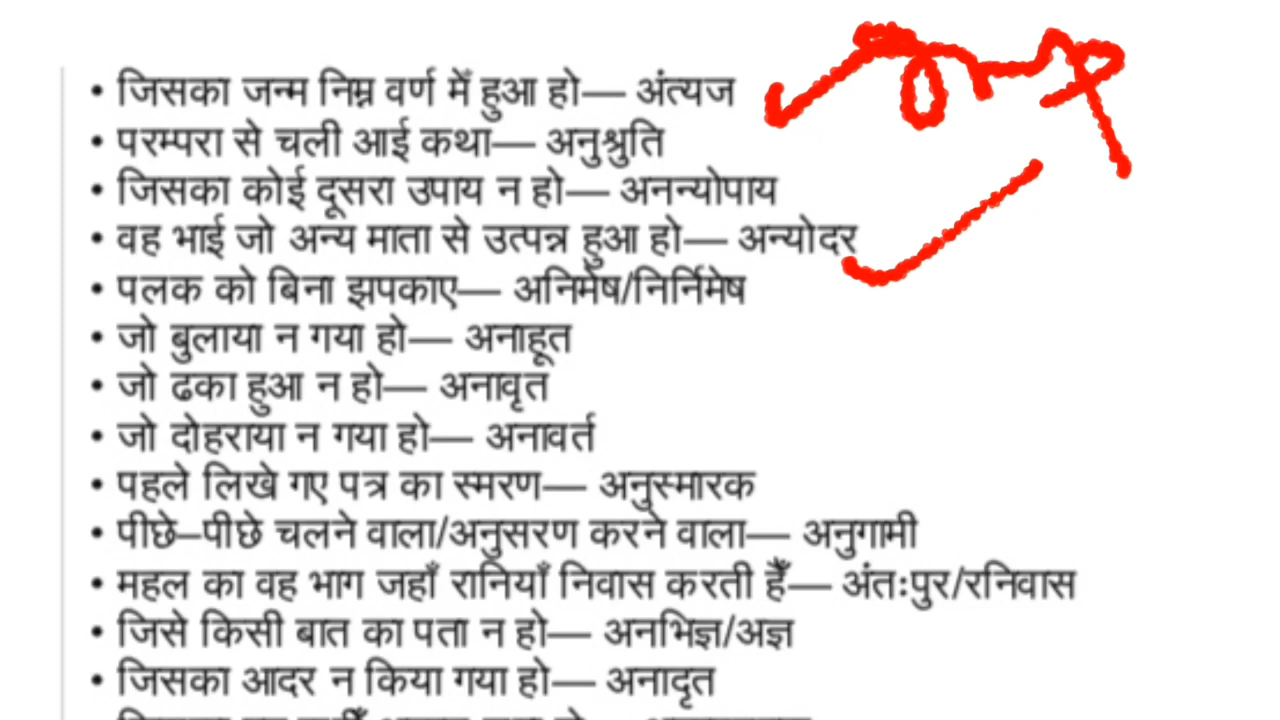 • जिसका जन्म निम्न वर्ण में हुआ हो— अंत्यज
• परम्परा से चली आई कथा— अनुश्रुति
• जिसका कोई दूसरा उपाय न हो— अनन्योपाय
• वह भाई जो अन्य माता से उत्पन्न हुआ हो— अन्योदर
• पलक को बिना झपकाए— अनिमेष/निर्निमेष
• जो बुलाया न गया हो— अनाहूत
• जो ढका हुआ न हो— अनावृत
• जो दोहराया न गया हो— अनावर्त
• पहले लिखे गए पत्र का स्मरण— अनुस्मारक
• पीछे–पीछे चलने वाला/अनुसरण करने वाला— अनुगामी
• महल का वह भाग जहाँ रानियाँ निवास करती हैँ— अंतःपुर/रनिवास
• जिसे किसी बात का पता न हो— अनभिज्ञ/अज्ञ
• जिसका आदर न किया गया हो— अनादृत